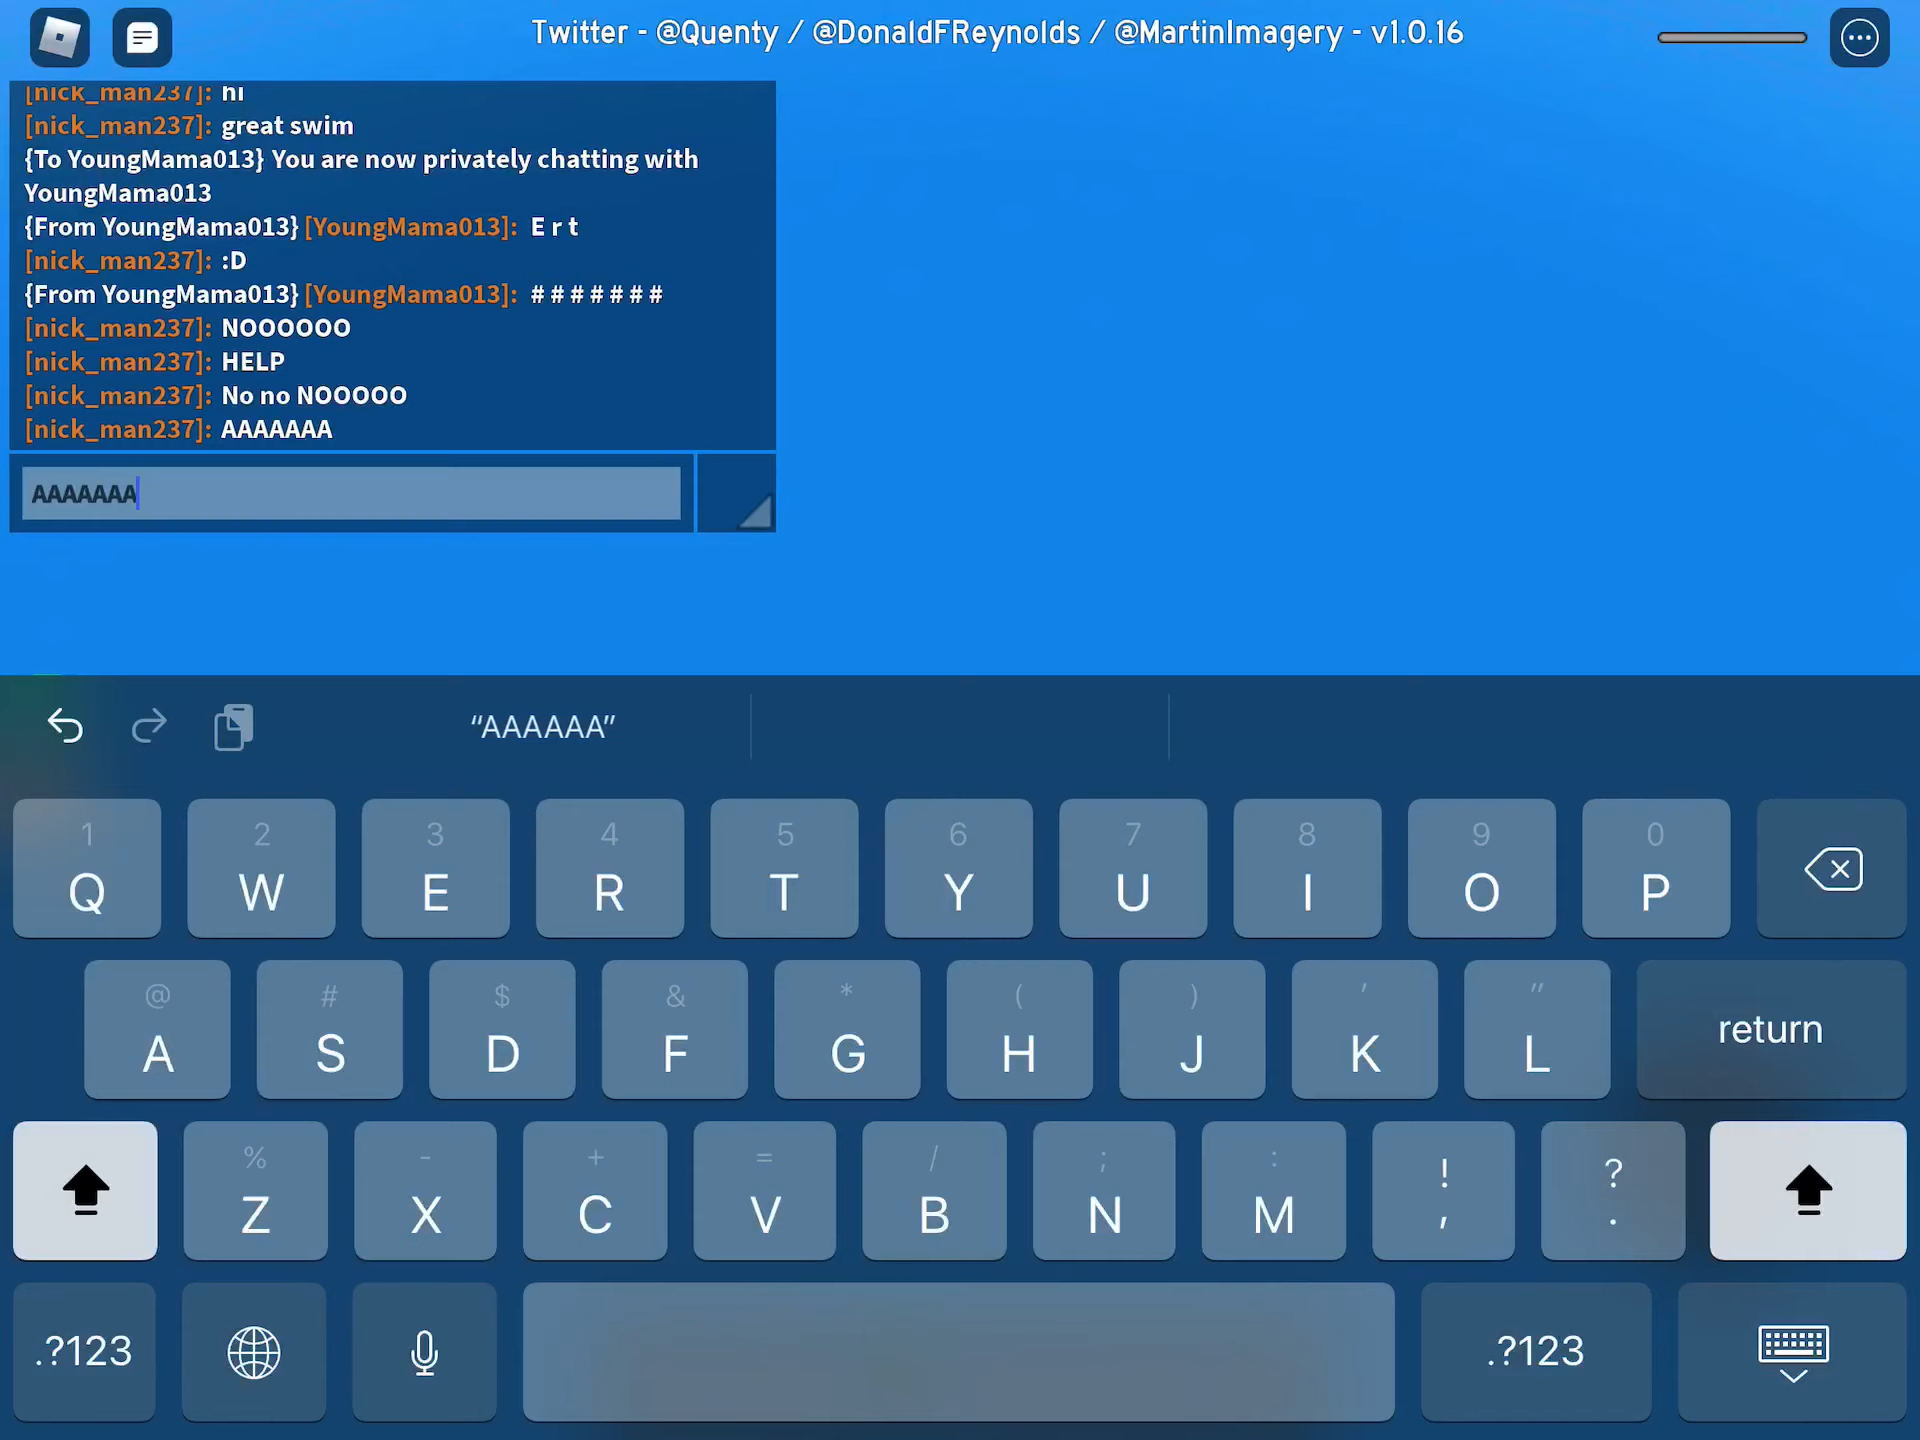 Twitter - @Quenty / @DonaldFReynolds / @MartinImagery - v1.0.16
[nick_man237]: hi
[nick_man237]: great swim
{To YoungMama013} You are now privately chatting with
YoungMama013
{From YoungMama013} [YoungMama013]: E r t
[nick_man237]: :D
{From YoungMama013} [YoungMama013]: # # # # # # #
[nick_man237]: NOOOOOO
[nick_man237]: HELP
[nick_man237]: No no NOOOOO
[nick_man237]: AAAAAAA
AAAAAAA
“AAAAAA”
1 2 3 4 5 6 7 8 9 0
Q W E R T Y U I O P
@ # $ & * ( ) ' "
A S D F G H J K L return
% - + = / ; : ! ?
Z X C V B N M , .
.?123 .?123